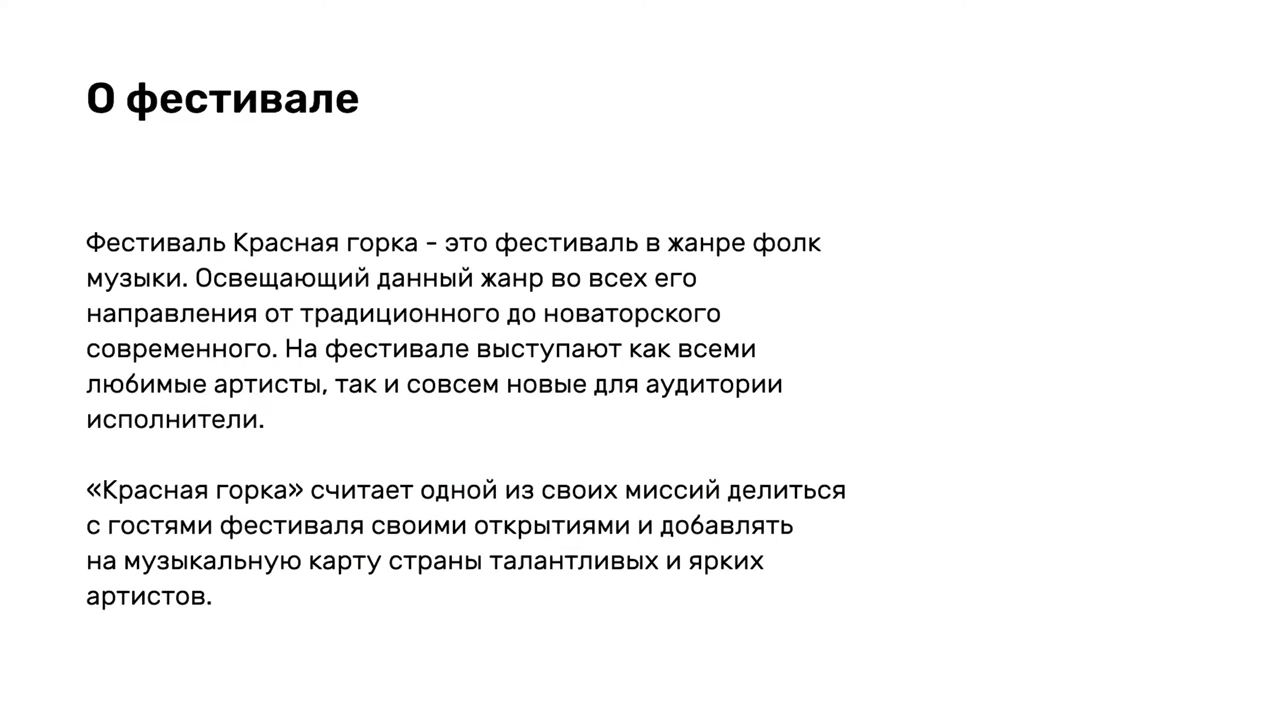 О фестивале
Фестиваль Красная горка - это фестиваль в жанре фолк
музыки. Освещающий данный жанр во всех его
направления от традиционного до новаторского
современного. На фестивале выступают как всеми
любимые артисты, так и совсем новые для аудитории
исполнители.
«Красная горка» считает одной из своих миссий делиться
с гостями фестиваля своими открытиями и добавлять
на музыкальную карту страны талантливых и ярких
артистов.